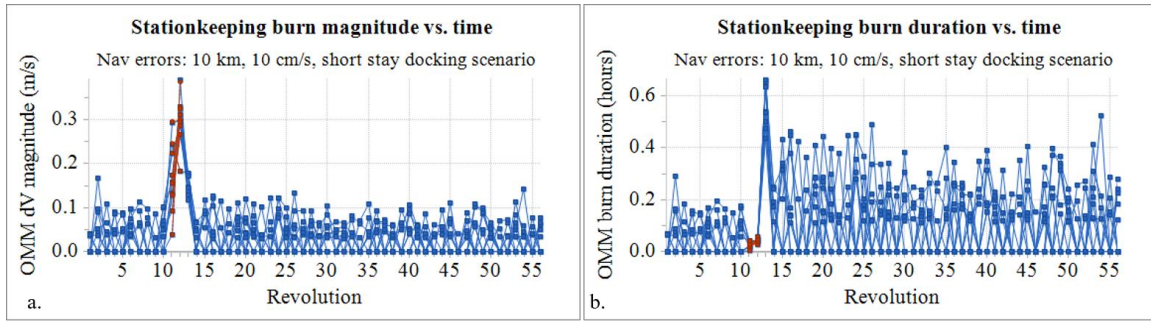 Stationkeeping burn magnitude vs. time
Nav errors: 10 km, 10 cm/s, short stay docking scenario
OMM dV magnitude (m/s)
0.3
0.2
0.1
0.0
5 10 15 20 25 30 35 40 45 50 55
Revolution
a.
Stationkeeping burn duration vs. time
Nav errors: 10 km, 10 cm/s, short stay docking scenario
OMM burn duration (hours)
0.6
0.4
0.2
0.0
5 10 15 20 25 30 35 40 45 50 55
Revolution
b.